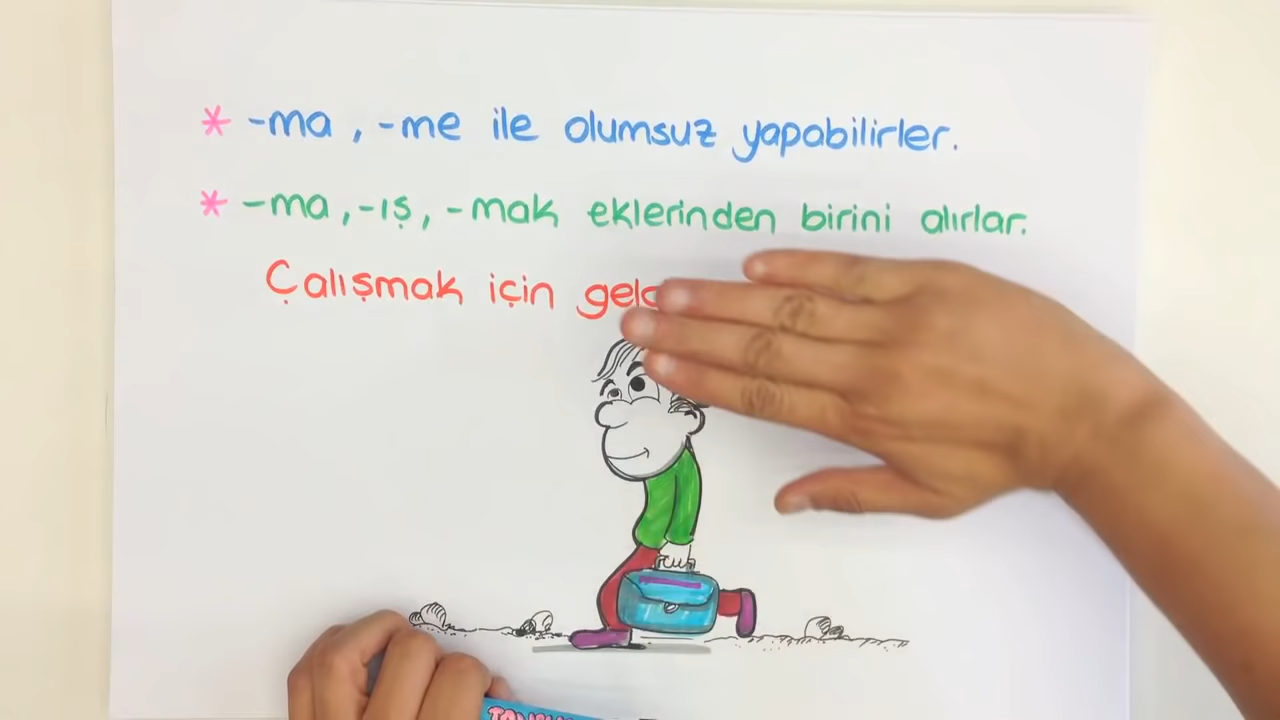 * -ma, -me ile olumsuz yapabilirler.
* -ma, -ış, -mak eklerinden birini alırlar.
Çalışmak için